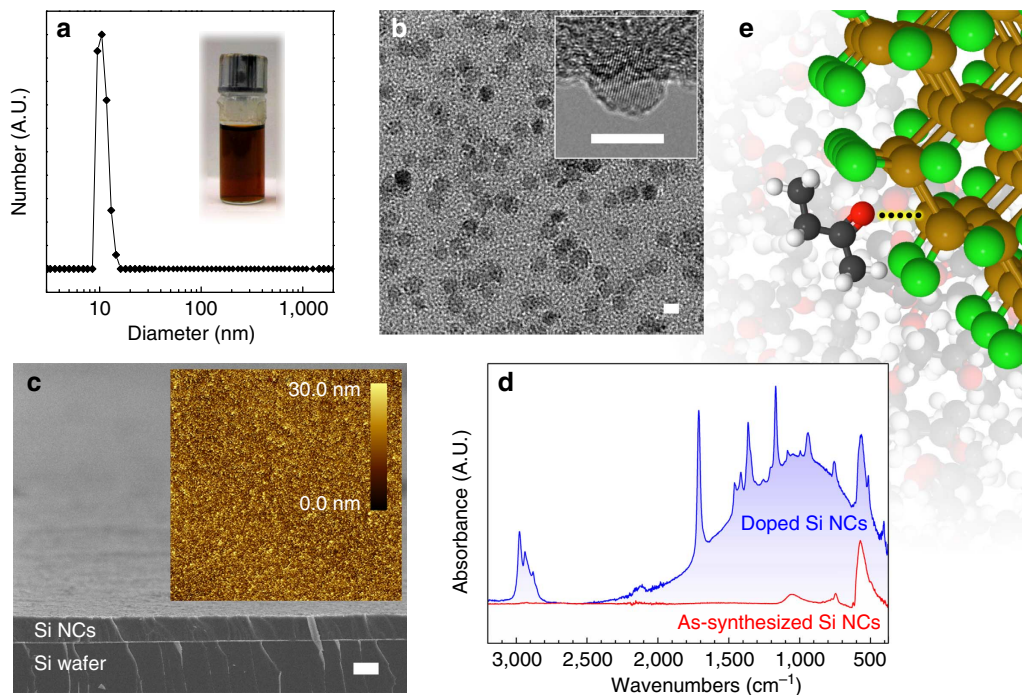 a
Number (A.U.)
10
100
1,000
Diameter (nm)
b
e
c
30.0 nm
0.0 nm
Si NCs
Si wafer
d
Absorbance (A.U.)
Doped Si NCs
As-synthesized Si NCs
3,000
2,500
2,000
1,500
1,000
500
Wavenumbers (cm⁻¹)